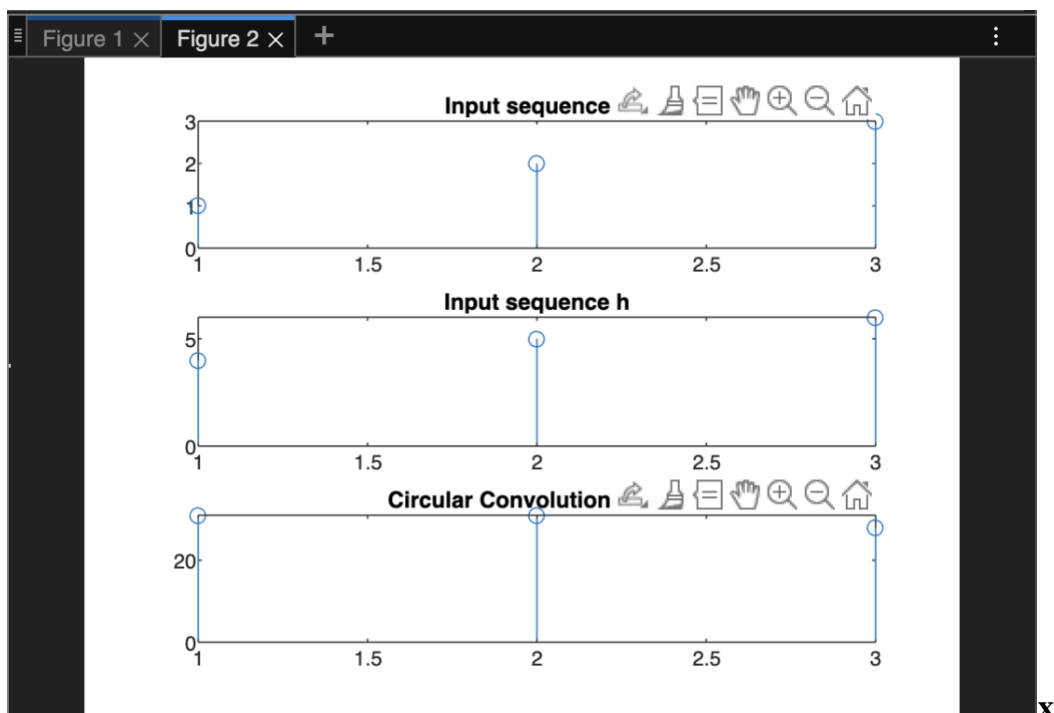 Figure 1 × Figure 2 × +
Input sequence
3
2
1
0
1 1.5 2 2.5 3
Input sequence h
5
0
1 1.5 2 2.5 3
Circular Convolution
20
0
1 1.5 2 2.5 3
x